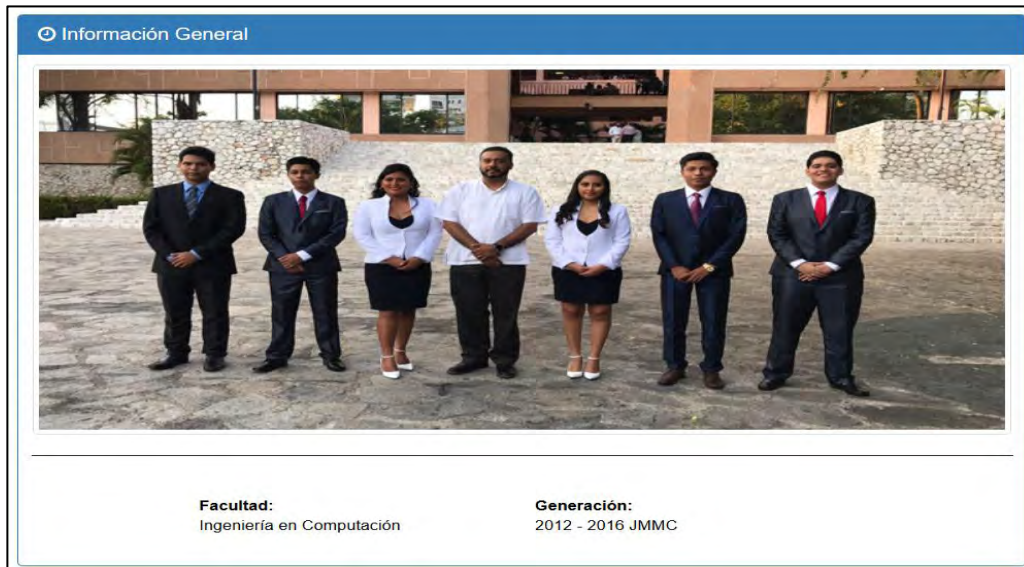 Información General
Facultad:
Ingeniería en Computación
Generación:
2012 - 2016 JMMC